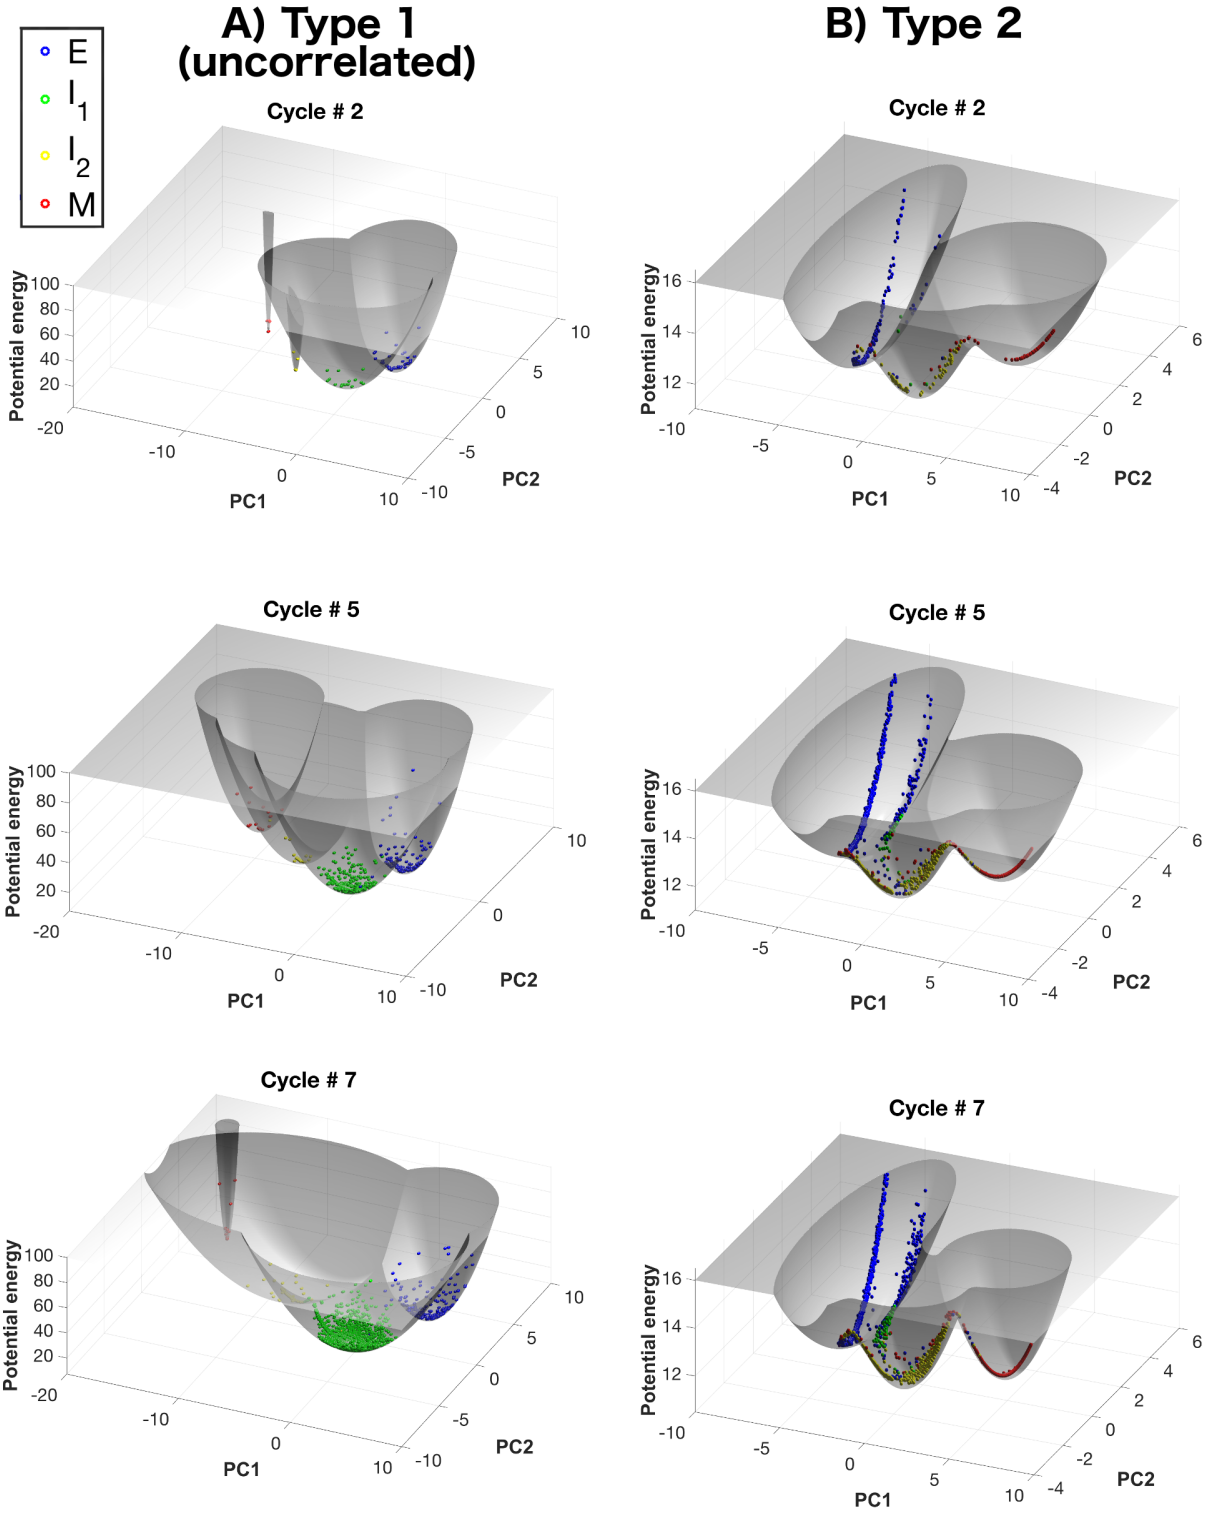 A) Type 1
(uncorrelated)
B) Type 2
E
I1
I2
M
Cycle # 2
Potential energy
100
80
60
40
20
-20
-10
0
10
PC1
-10
-5
0
5
10
PC2
Cycle # 2
Potential energy
16
14
12
-10
-5
0
5
10
PC1
-4
-2
0
2
4
6
PC2
Cycle # 5
Potential energy
100
80
60
40
20
-20
-10
0
10
PC1
-10
0
10
PC2
Cycle # 5
Potential energy
16
14
12
-10
-5
0
5
10
PC1
-4
-2
0
2
4
6
PC2
Cycle # 7
Potential energy
100
80
60
40
20
-20
-10
0
10
PC1
-10
-5
0
5
10
PC2
Cycle # 7
Potential energy
16
14
12
-10
-5
0
5
10
PC1
-4
-2
0
2
4
6
PC2